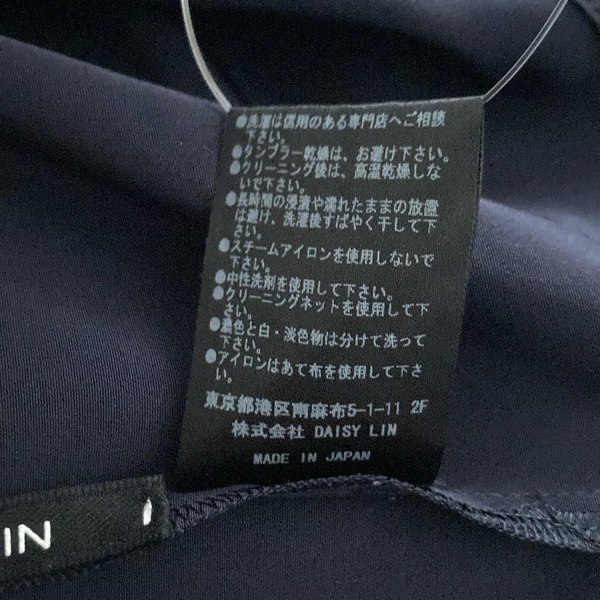 ●洗濯は信用のある専門店へご相談
下さい。
●タンブラー乾燥は、お避け下さい。
●クリーニング後は、高温乾燥しな
いで下さい。
●長時間の浸漬や濡れたままの放置
は避け、洗濯後すばやく干して下
さい。
●スチームアイロンを使用しないで
下さい。
●中性洗剤を使用して下さい。
●クリーニングネットを使用して下
さい。
●濃色と白・淡色物は分けて洗って
下さい。
●アイロンはあて布を使用して下さ
い。
東京都港区南麻布5-1-11 2F
株式会社 DAISY LIN
MADE IN JAPAN
IN